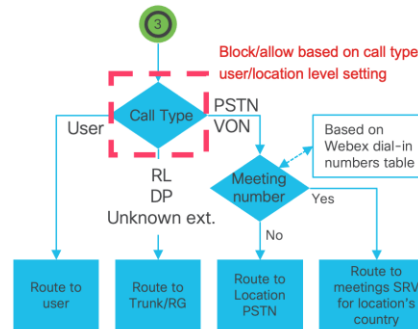 3
Block/allow based on call type
user/location level setting
User
Call Type
PSTN
VON
Based on
Webex dial-in
numbers table
RL
DP
Unknown ext.
Meeting
number
Yes
No
Route to
user
Route to
Trunk/RG
Route to
Location
PSTN
Route to
meetings SRV
for location's
country